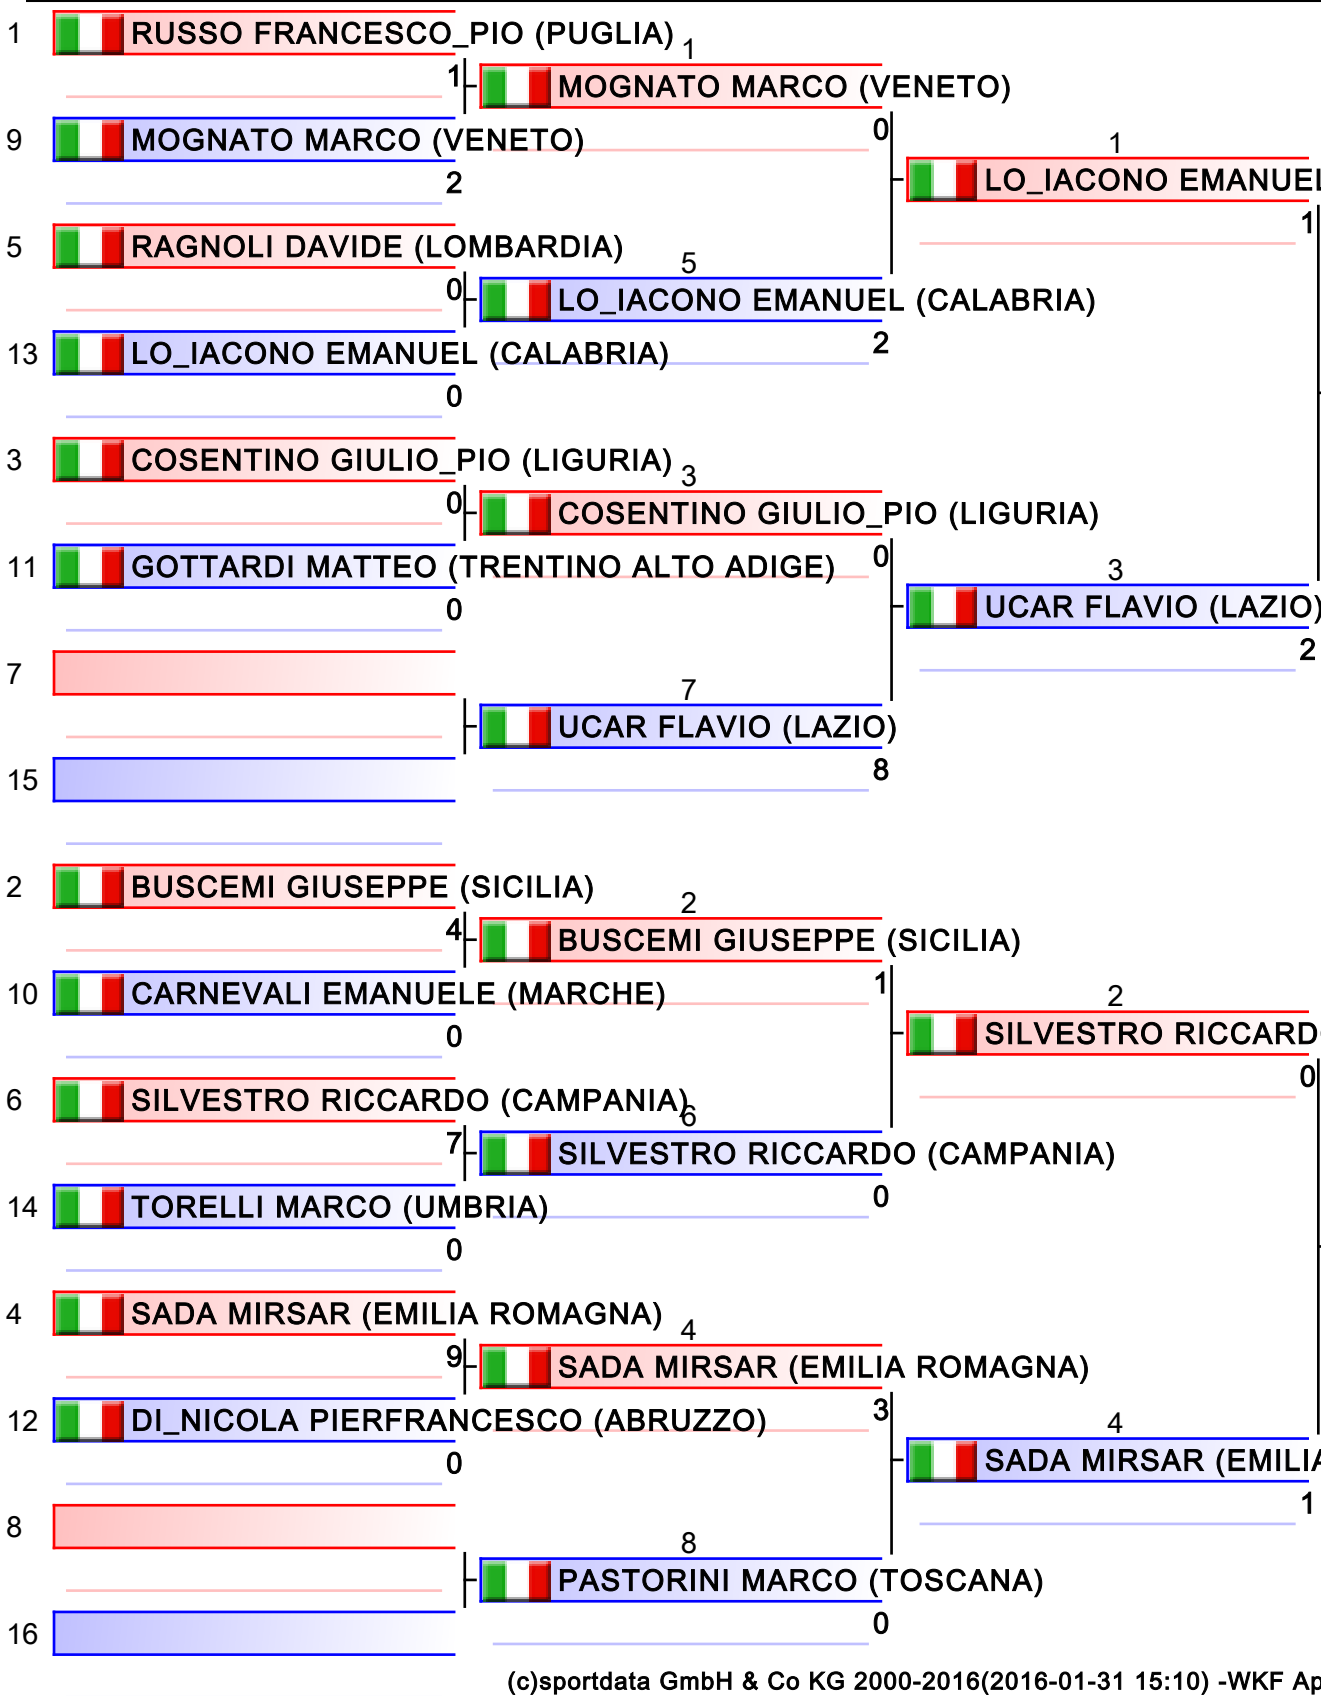 1 RUSSO FRANCESCO_PIO (PUGLIA)
1
1 MOGNATO MARCO (VENETO)
0
9 MOGNATO MARCO (VENETO)
2
1 LO_IACONO EMANUEL
1
5 RAGNOLI DAVIDE (LOMBARDIA)
0
5 LO_IACONO EMANUEL (CALABRIA)
2
13 LO_IACONO EMANUEL (CALABRIA)
0
3 COSENTINO GIULIO_PIO (LIGURIA)
0
3 COSENTINO GIULIO_PIO (LIGURIA)
0
11 GOTTARDI MATTEO (TRENTINO ALTO ADIGE)
0
3 UCAR FLAVIO (LAZIO)
2
7
7 UCAR FLAVIO (LAZIO)
8
15
2 BUSCEMI GIUSEPPE (SICILIA)
4
2 BUSCEMI GIUSEPPE (SICILIA)
1
10 CARNEVALI EMANUELE (MARCHE)
0
2 SILVESTRO RICCARDO
0
6 SILVESTRO RICCARDO (CAMPANIA)
7
6 SILVESTRO RICCARDO (CAMPANIA)
0
14 TORELLI MARCO (UMBRIA)
0
4 SADA MIRSAR (EMILIA ROMAGNA)
9
4 SADA MIRSAR (EMILIA ROMAGNA)
3
12 DI_NICOLA PIERFRANCESCO (ABRUZZO)
0
4 SADA MIRSAR (EMILIA
1
8
8 PASTORINI MARCO (TOSCANA)
0
16
(c)sportdata GmbH & Co KG 2000-2016(2016-01-31 15:10) -WKF Ap